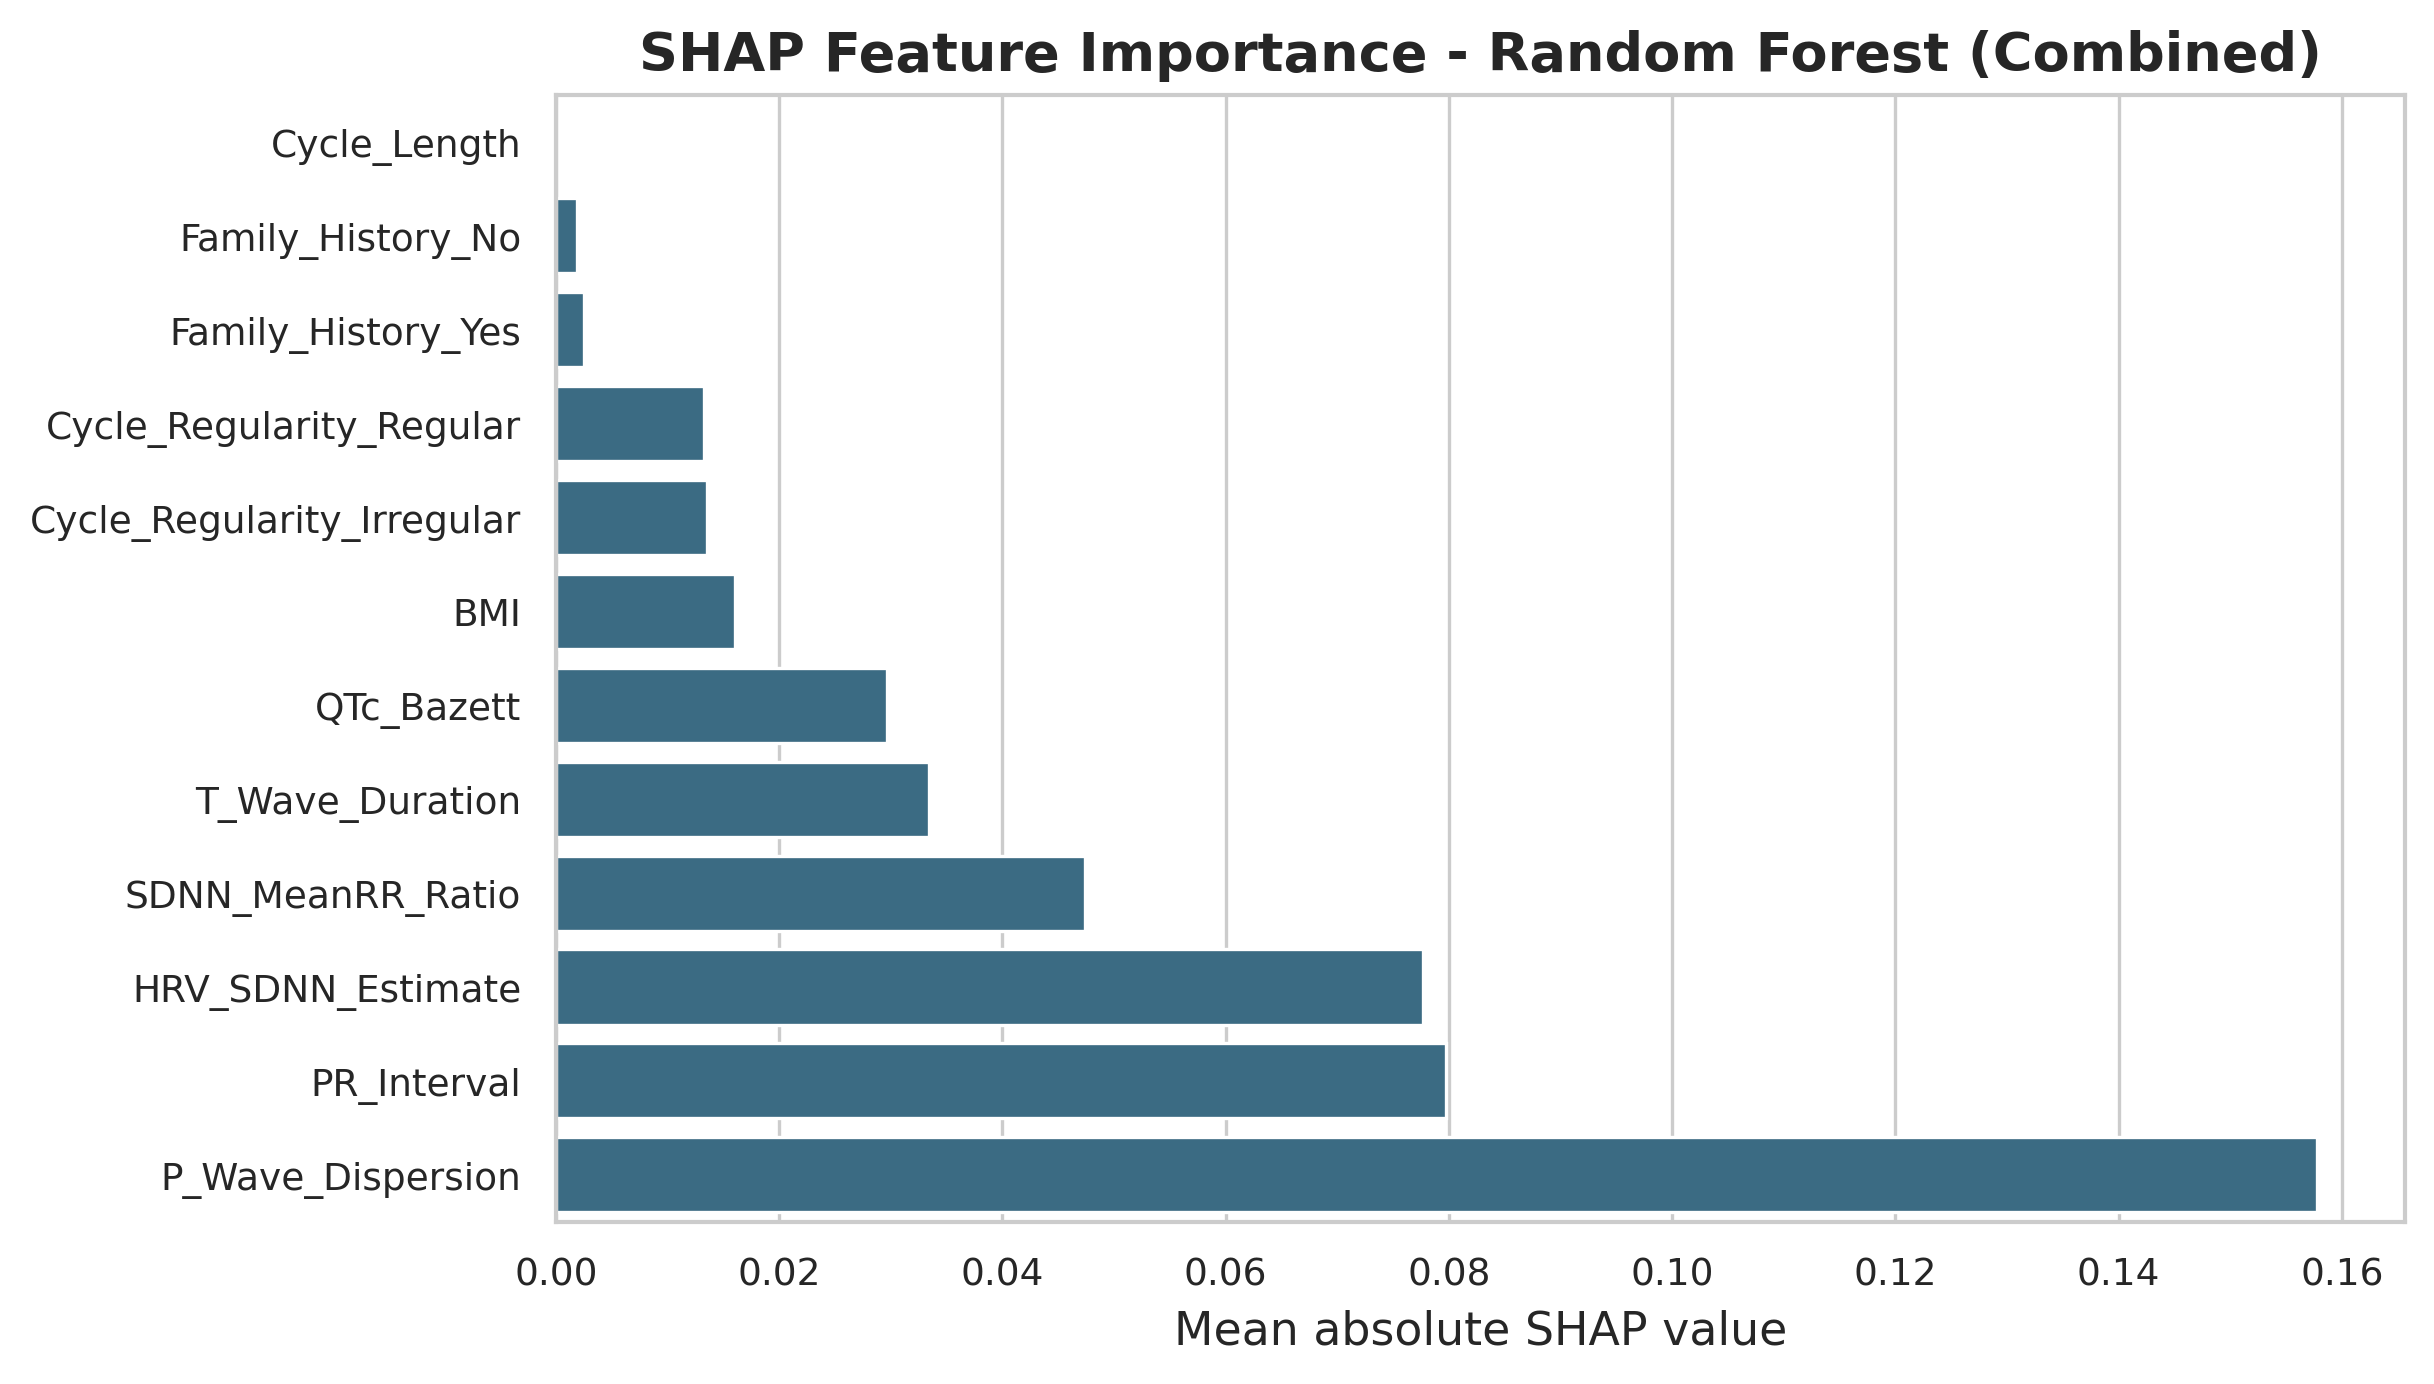 SHAP Feature Importance - Random Forest (Combined)
Cycle_Length
Family_History_No
Family_History_Yes
Cycle_Regularity_Regular
Cycle_Regularity_Irregular
BMI
QTc_Bazett
T_Wave_Duration
SDNN_MeanRR_Ratio
HRV_SDNN_Estimate
PR_Interval
P_Wave_Dispersion
0.00 0.02 0.04 0.06 0.08 0.10 0.12 0.14 0.16
Mean absolute SHAP value